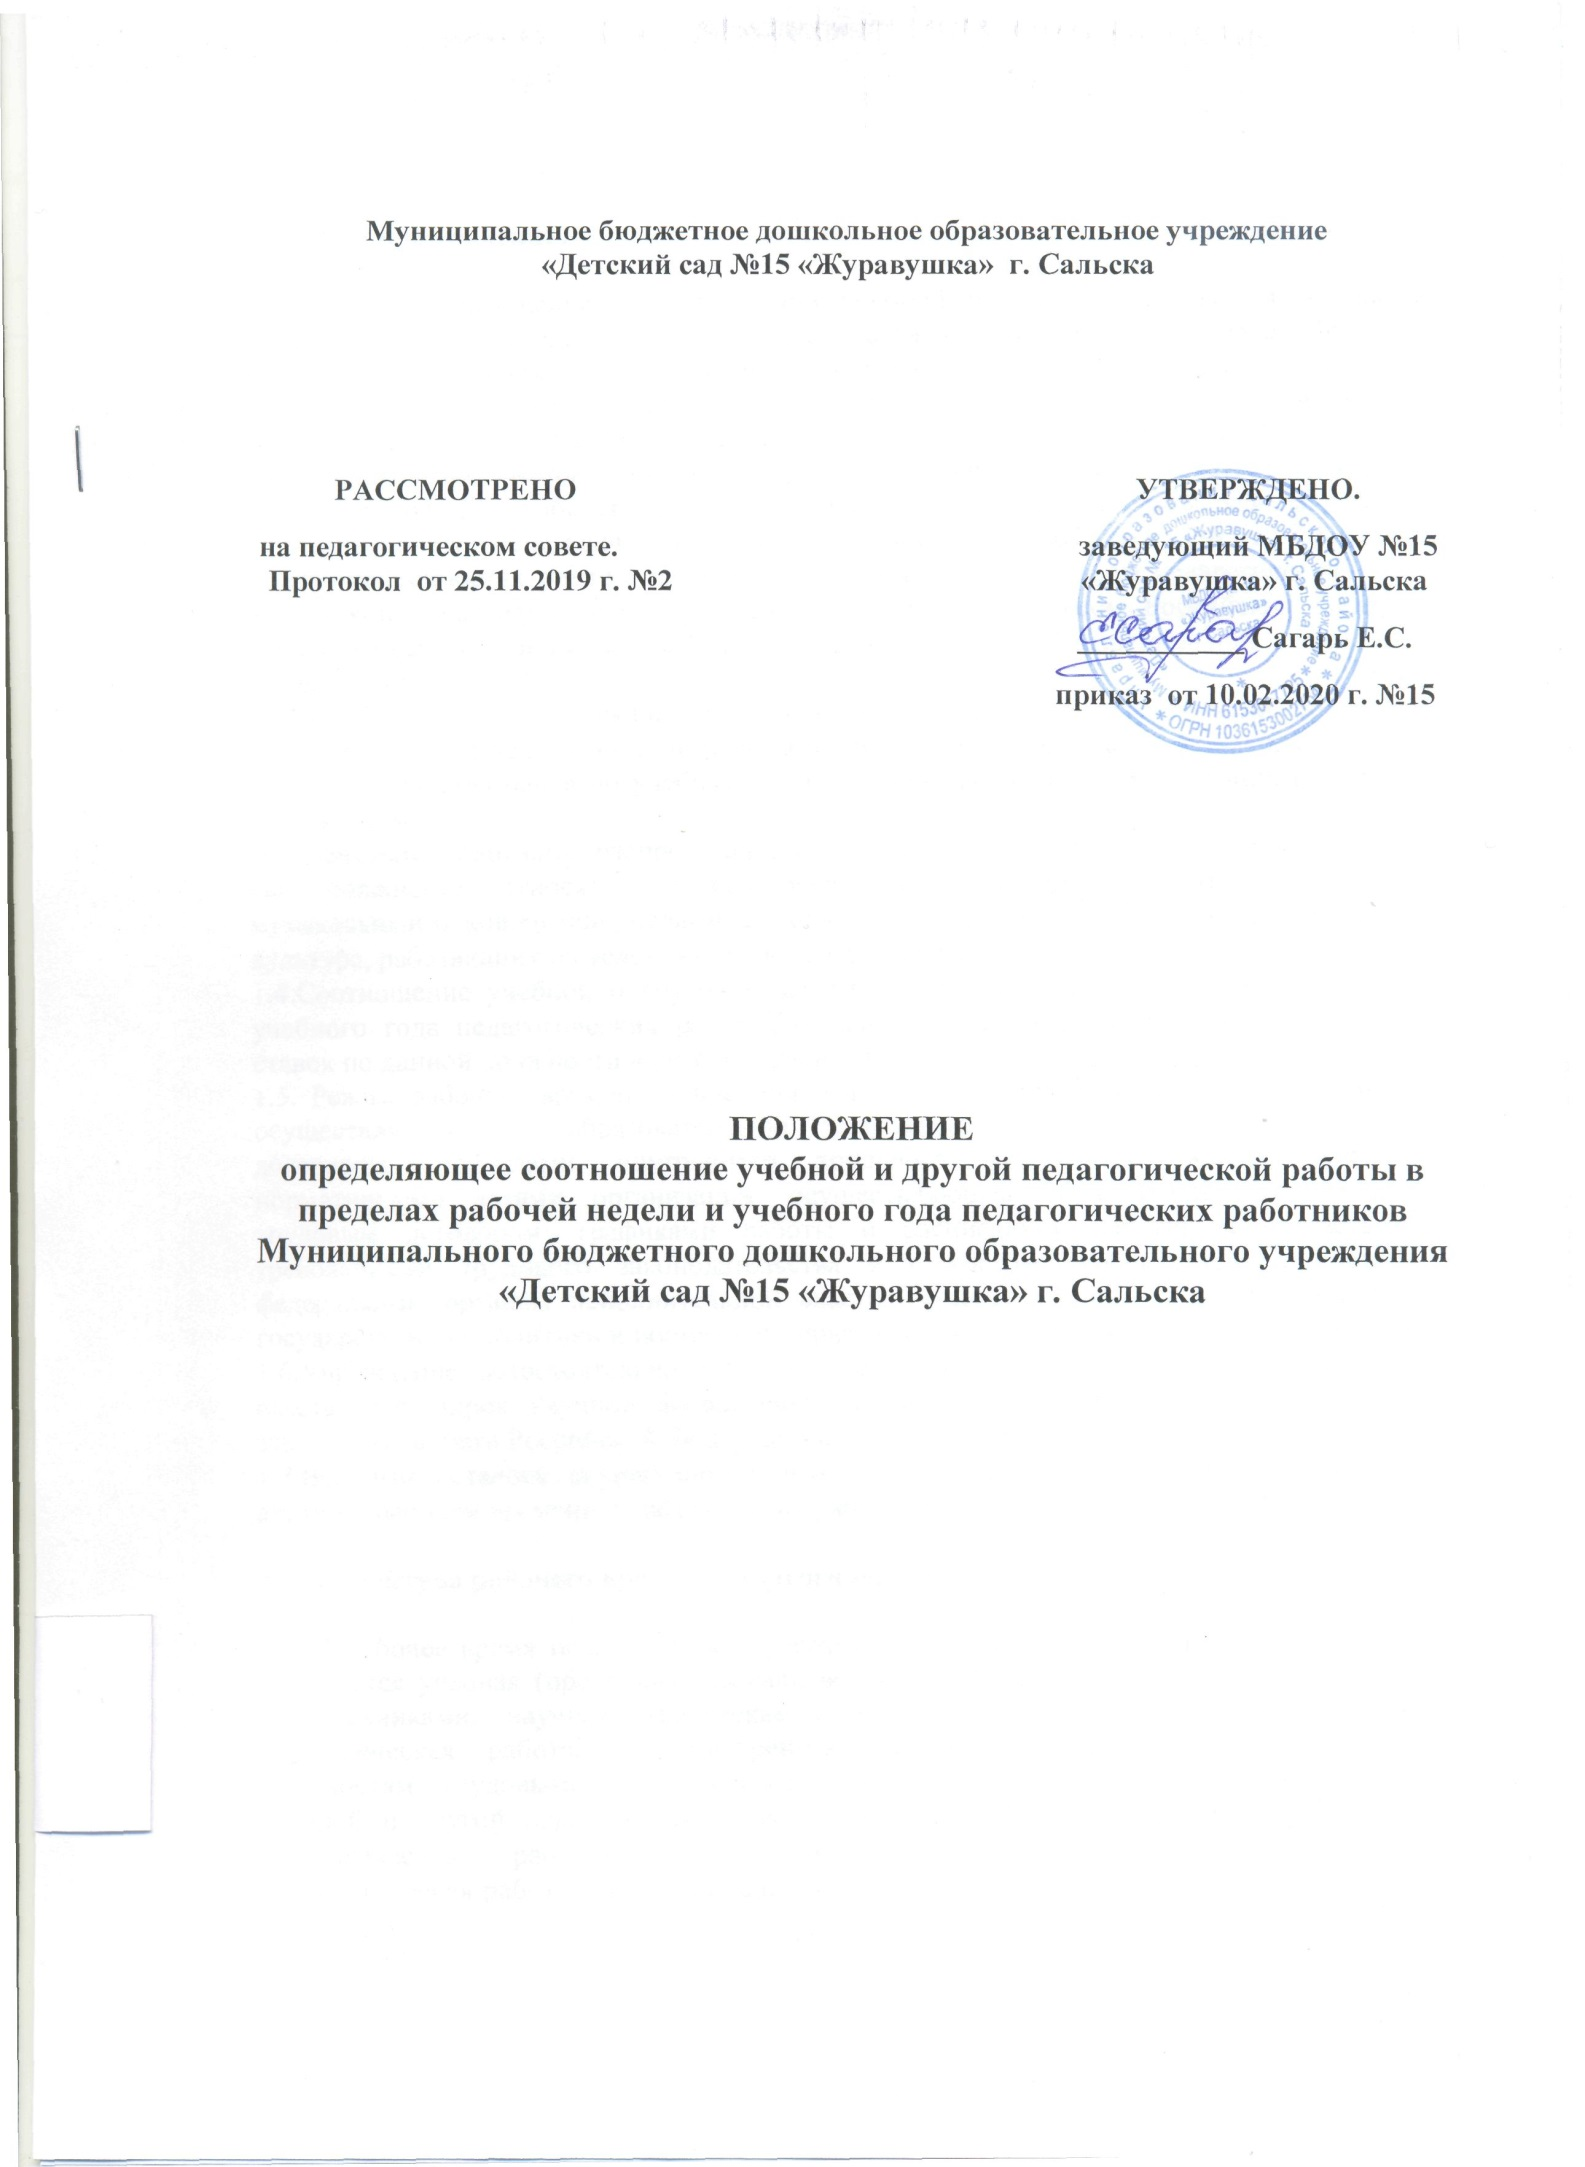 Муниципальное бюджетное дошкольное образовательное учреждение
«Детский сад №15 «Журавушка» г. Сальска
РАССМОТРЕНО
на педагогическом совете.
Протокол от 25.11.2019 г. №2
УТВЕРЖДЕНО.
заведующий МБДОУ №15
«Журавушка» г. Сальска
____________Сагарь Е.С.
приказ от 10.02.2020 г. №15
ПОЛОЖЕНИЕ
определяющее соотношение учебной и другой педагогической работы в
пределах рабочей недели и учебного года педагогических работников
Муниципального бюджетного дошкольного образовательного учреждения
«Детский сад №15 «Журавушка» г. Сальска